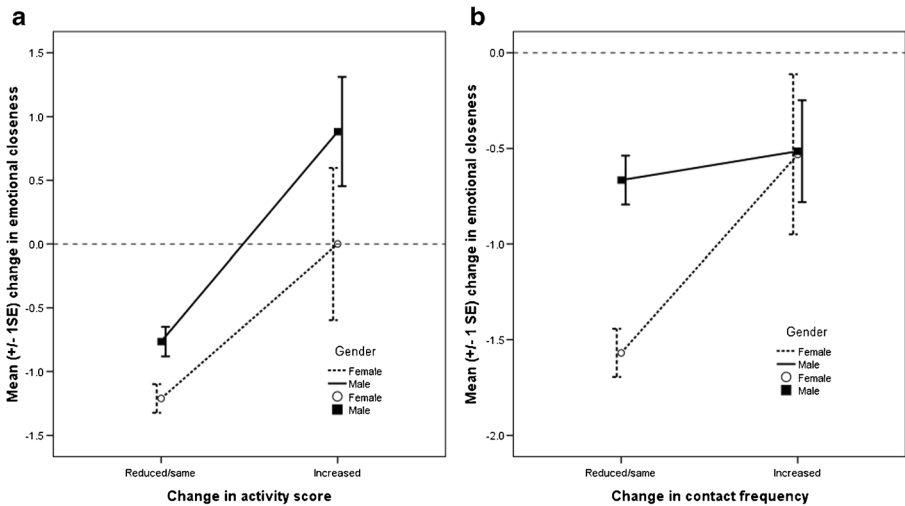 a
Mean (+/- 1SE) change in emotional closeness
1.5
1.0
0.5
0.0
-0.5
-1.0
-1.5
Gender
Female
Male
Female
Male
Reduced/same
Increased
Change in activity score
b
Mean (+/- 1 SE) change in emotional closeness
0.0
-0.5
-1.0
-1.5
-2.0
Gender
Female
Male
Female
Male
Reduced/same
Increased
Change in contact frequency